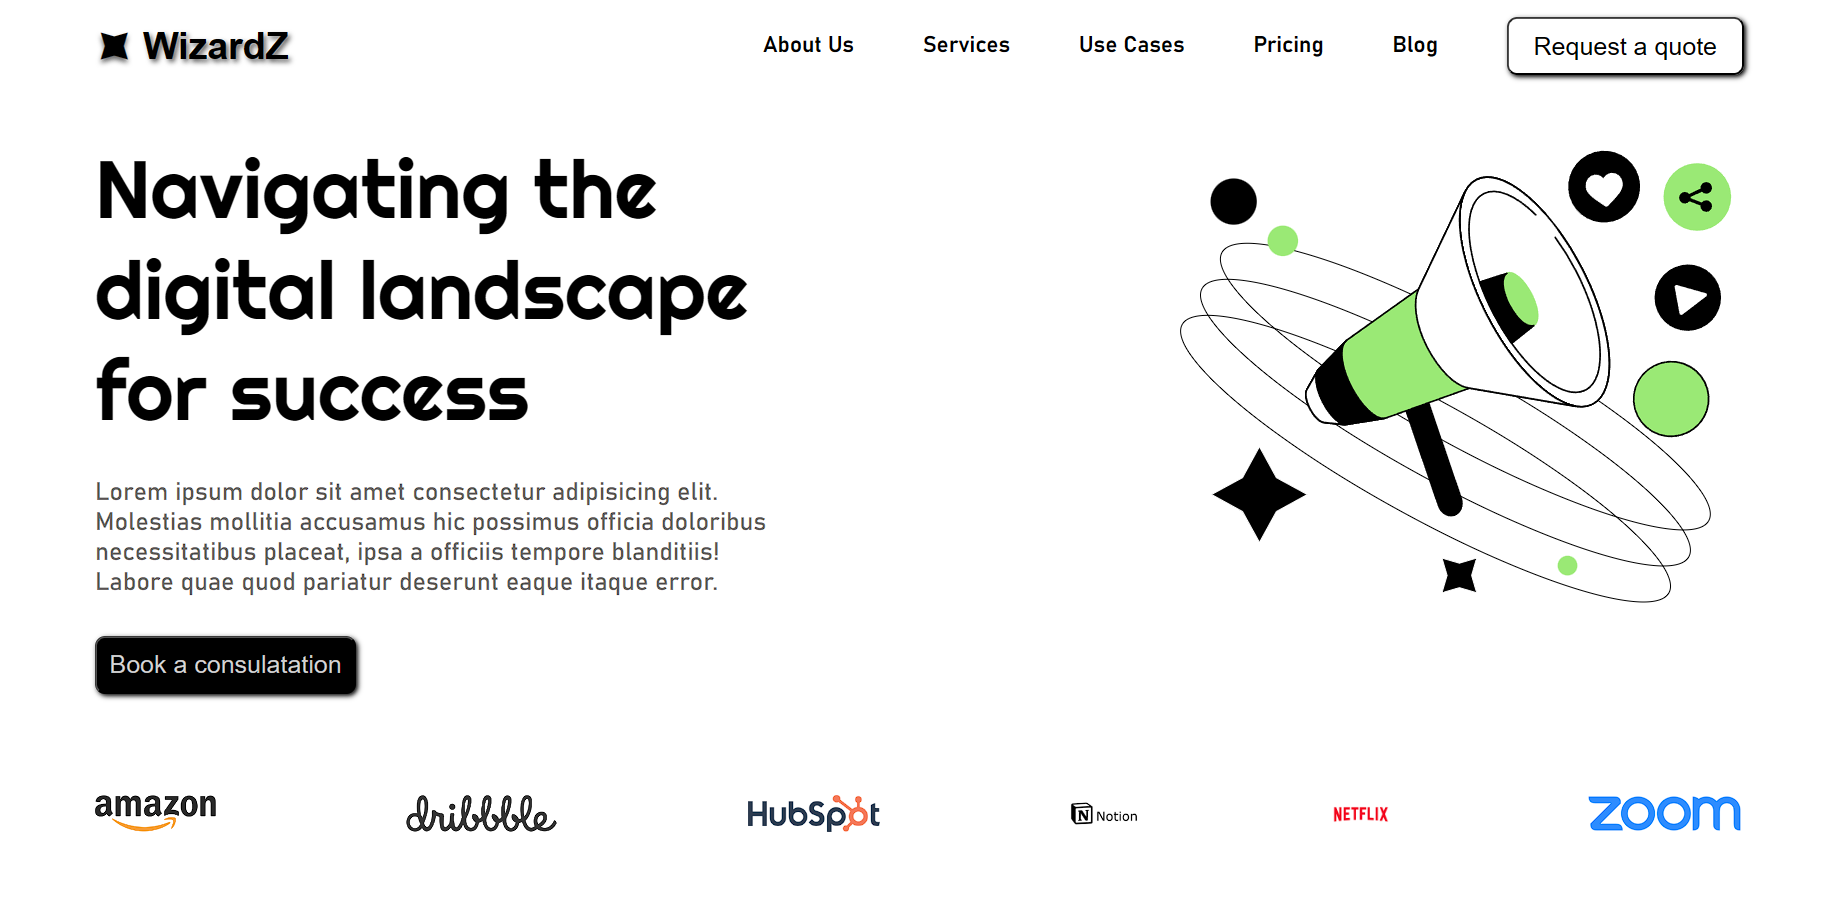 WizardZ
About Us
Services
Use Cases
Pricing
Blog
Request a quote
Navigating the
digital landscape
for success
Lorem ipsum dolor sit amet consectetur adipisicing elit.
Molestias mollitia accusamus hic possimus officia doloribus
necessitatibus placeat, ipsa a officiis tempore blanditiis!
Labore quae quod pariatur deserunt eaque itaque error.
Book a consulatation
amazon
dribbble
HubSpot
N Notion
NETFLIX
zoom